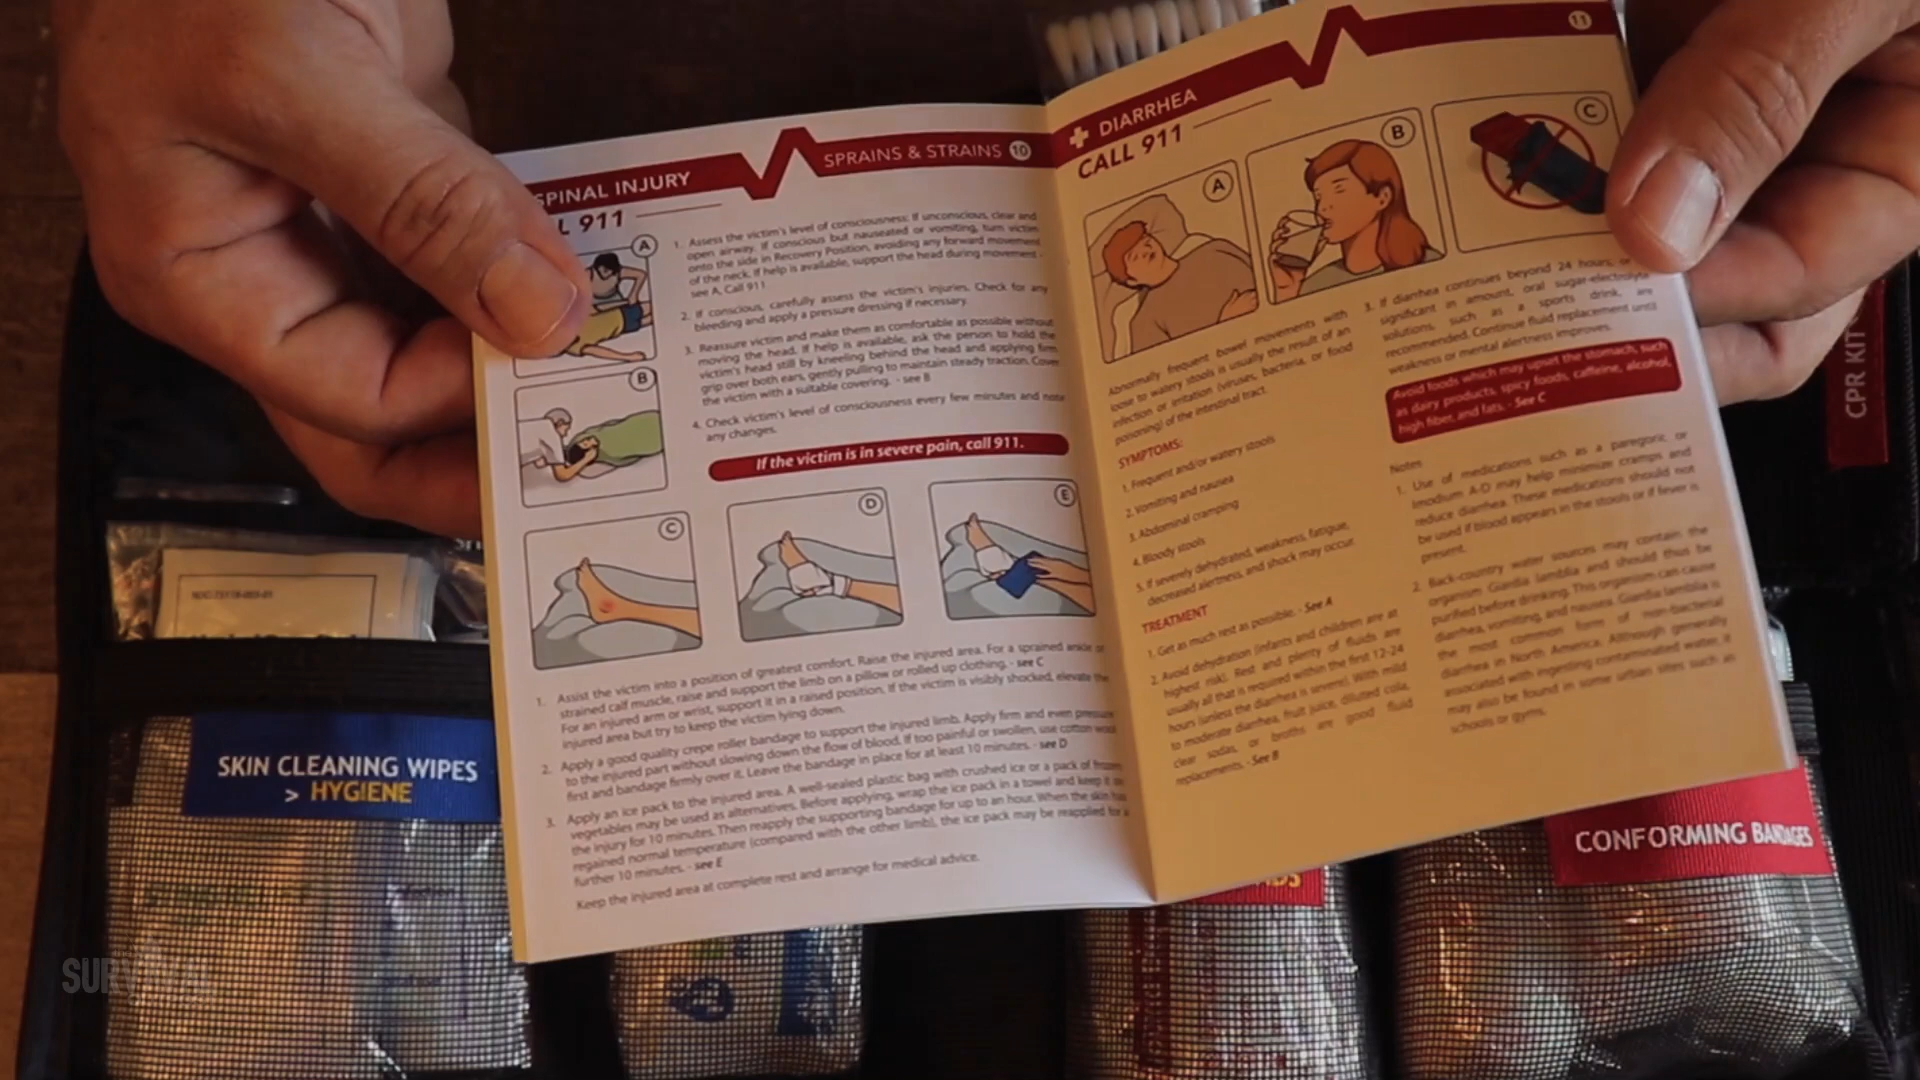 SPINAL INJURY
SPRAINS & STRAINS 10
L 911
A
1. Assess the victim's level of consciousness: If unconscious, clear and
open airway. If conscious but nauseated or vomiting, turn victim
onto the side in Recovery Position, avoiding any forward movement
of the neck. If help is available, support the head during movement -
see A, Call 911
2. If conscious, carefully assess the victim's injuries. Check for any
bleeding and apply a pressure dressing if necessary.
3. Reassure victim and make them as comfortable as possible without
moving the head. If help is available, ask the person to hold the
victim's head still by kneeling behind the head and applying firm
grip over both ears, gently pulling to maintain steady traction. Cover
the victim with a suitable covering. - see B
4. Check victim's level of consciousness every few minutes and note
any changes.
B
If the victim is in severe pain, call 911.
C
D
E
1. Assist the victim into a position of greatest comfort. Raise the injured area. For a sprained ankle or
strained calf muscle, raise and support the limb on a pillow or rolled up clothing. - see C
For an injured arm or wrist, support it in a raised position. If the victim is visibly shocked, elevate the
injured area but try to keep the victim lying down.
2. Apply a good quality crepe roller bandage to support the injured limb. Apply firm and even pressure
to the injured part without slowing down the flow of blood. If too painful or swollen, use cotton wool
first and bandage firmly over it. Leave the bandage in place for at least 10 minutes. - see D
3. Apply an ice pack to the injured area. A well-sealed plastic bag with crushed ice or a pack of frozen
vegetables may be used as alternatives. Before applying, wrap the ice pack in a towel and keep it on
the injury for 10 minutes. Then reapply the supporting bandage for up to an hour. When the skin has
regained normal temperature (compared with the other limb), the ice pack may be reapplied for a
further 10 minutes. - see E
Keep the injured area at complete rest and arrange for medical advice.
DIARRHEA
11
CALL 911
A
B
C
Abnormally frequent bowel movements with
loose to watery stools is usually the result of an
infection or irritation (viruses, bacteria, or food
poisoning) of the intestinal tract.
SYMPTOMS:
1. Frequent and/or watery stools
2. Vomiting and nausea
3. Abdominal cramping
4. Bloody stools
5. If severely dehydrated, weakness, fatigue,
decreased alertness, and shock may occur.
TREATMENT
1. Get as much rest as possible. - See A
2. Avoid dehydration (infants and children are at
highest risk). Rest and plenty of fluids are
usually all that is required within the first 12-24
hours (unless the diarrhea is severe). With mild
to moderate diarrhea, fruit juice, diluted cola,
clear sodas, or broths are good fluid
replacements. - See B
3. If diarrhea continues beyond 24 hours, or
significant in amount, oral sugar-electrolyte
solutions, such as a sports drink, are
recommended. Continue fluid replacement until
weakness or mental alertness improves.
Avoid foods which may upset the stomach, such
as dairy products, spicy foods, caffeine, alcohol,
high fiber, and fats. - See C
Notes
1. Use of medications such as a paregoric or
Imodium A-D may help minimize cramps and
reduce diarrhea. These medications should not
be used if blood appears in the stools or if fever is
present.
2. Back-country water sources may contain the
organism Giardia lamblia and should thus be
purified before drinking. This organism can cause
diarrhea, vomiting, and nausea. Giardia lamblia is
the most common form of non-bacterial
diarrhea in North America. Although generally
associated with ingesting contaminated water, it
may also be found in some urban sites such as
schools or gyms.
CPR KIT
SKIN CLEANING WIPES
> HYGIENE
CONFORMING BANDAGES
SURVIVAL